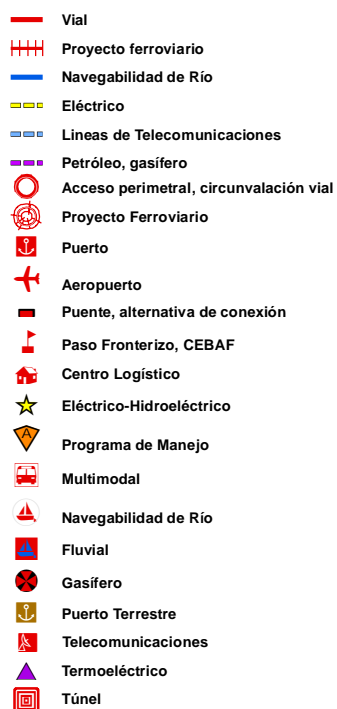 Vial
Proyecto ferroviario
Navegabilidad de Río
Eléctrico
Lineas de Telecomunicaciones
Petróleo, gasífero
Acceso perimetral, circunvalación vial
Proyecto Ferroviario
Puerto
Aeropuerto
Puente, alternativa de conexión
Paso Fronterizo, CEBAF
Centro Logístico
Eléctrico-Hidroeléctrico
A
Programa de Manejo
Multimodal
Navegabilidad de Río
Fluvial
Gasífero
Puerto Terrestre
Telecomunicaciones
Termoeléctrico
Túnel